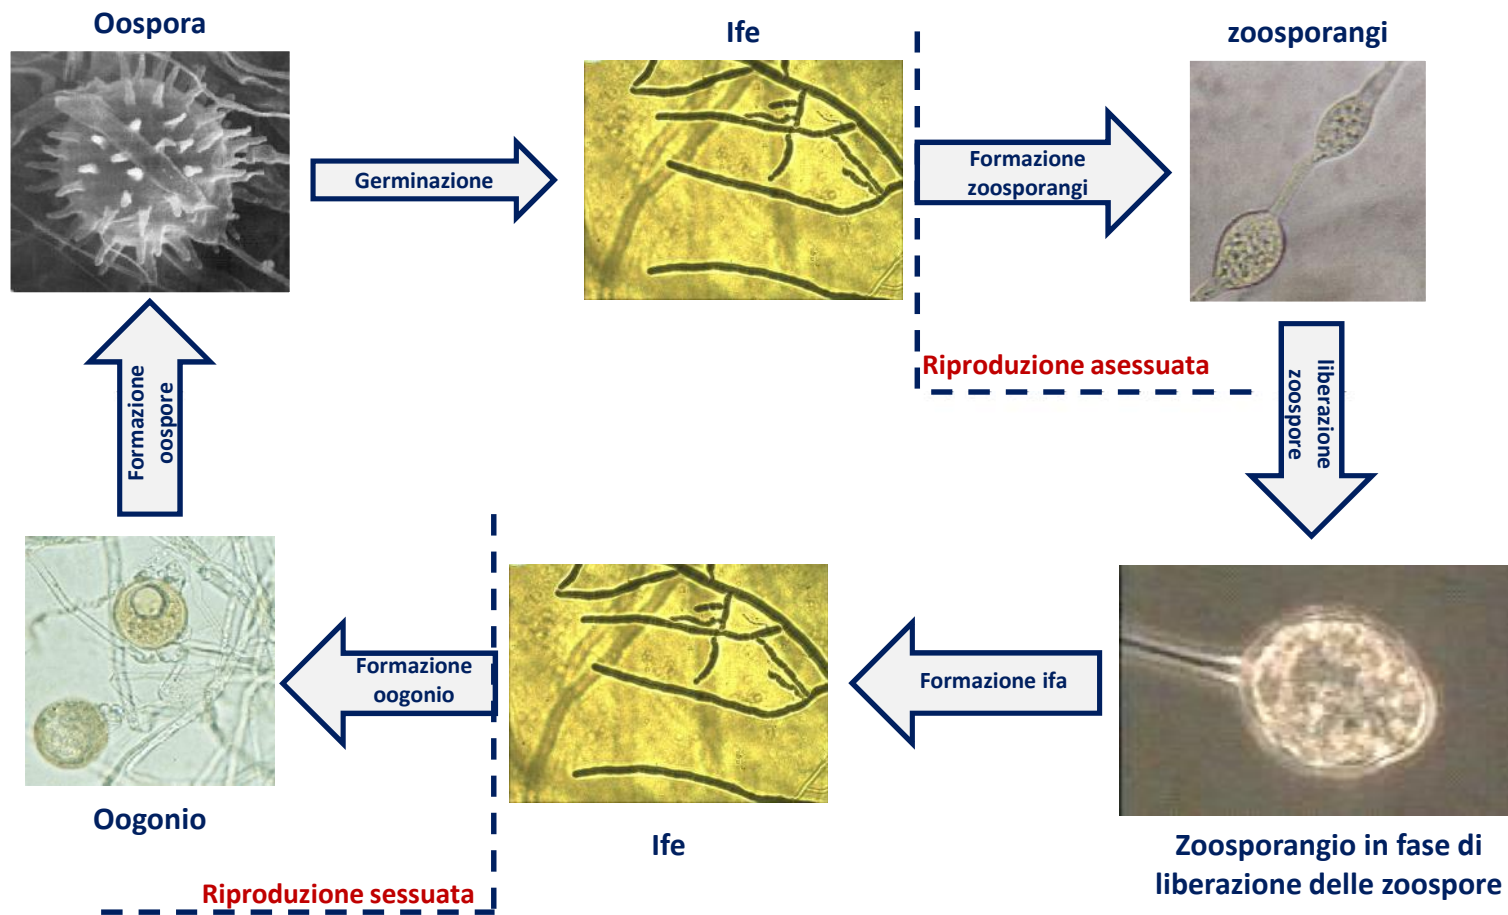 Oospora
Ife
zoosporangi
Germinazione
Formazione
zoosporangi
Riproduzione asessuata
liberazione
zoospore
Formazione
oospore
Formazione
oogonio
Formazione ifa
Oogonio
Ife
Zoosporangio in fase di
liberazione delle zoospore
Riproduzione sessuata